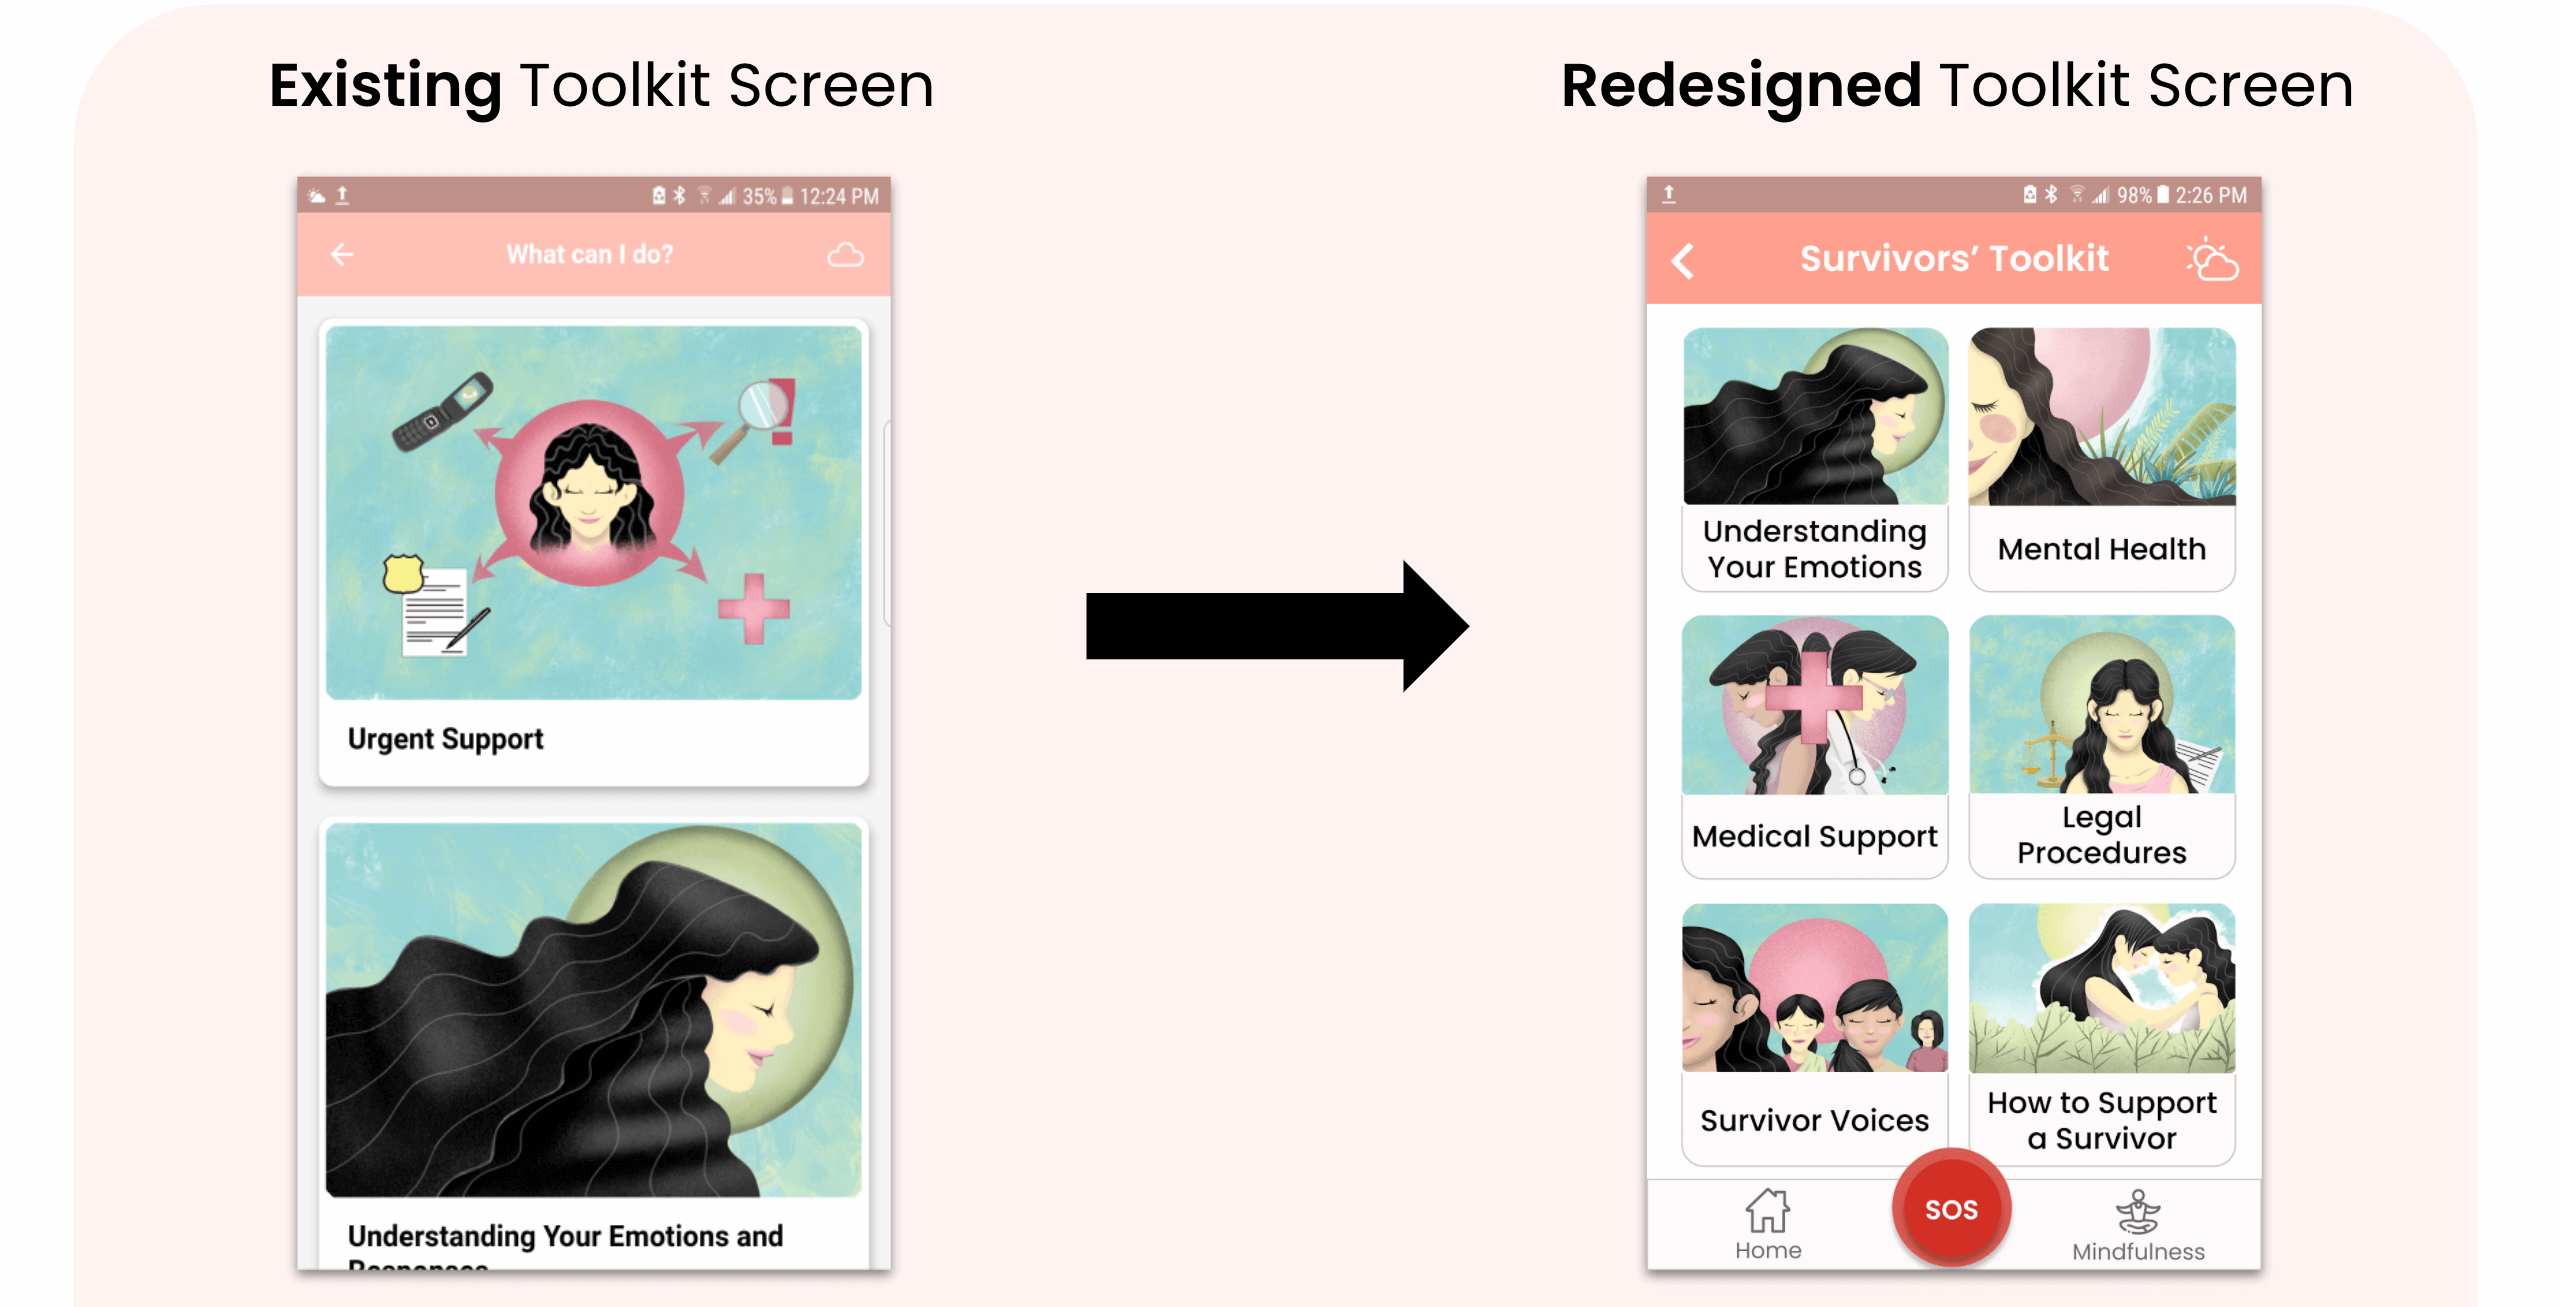 Existing Toolkit Screen
Redesigned Toolkit Screen
35% 12:24 PM
What can I do?
Urgent Support
Understanding Your Emotions and
Responses
98% 2:26 PM
Survivors’ Toolkit
Understanding
Your Emotions
Mental Health
Medical Support
Legal
Procedures
Survivor Voices
How to Support
a Survivor
Home
SOS
Mindfulness